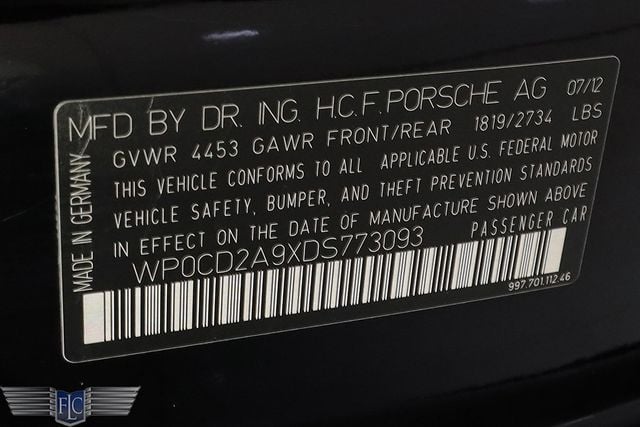 MFD BY DR. ING. H.C.F. PORSCHE AG 07/12
GVWR 4453 GAWR FRONT/REAR 1819/2734 LBS
THIS VEHICLE CONFORMS TO ALL APPLICABLE U.S. FEDERAL MOTOR
VEHICLE SAFETY, BUMPER, AND THEFT PREVENTION STANDARDS
IN EFFECT ON THE DATE OF MANUFACTURE SHOWN ABOVE
WP0CD2A9XDS773093 PASSENGER CAR
997.701.112.46
MADE IN GERMANY
FLC